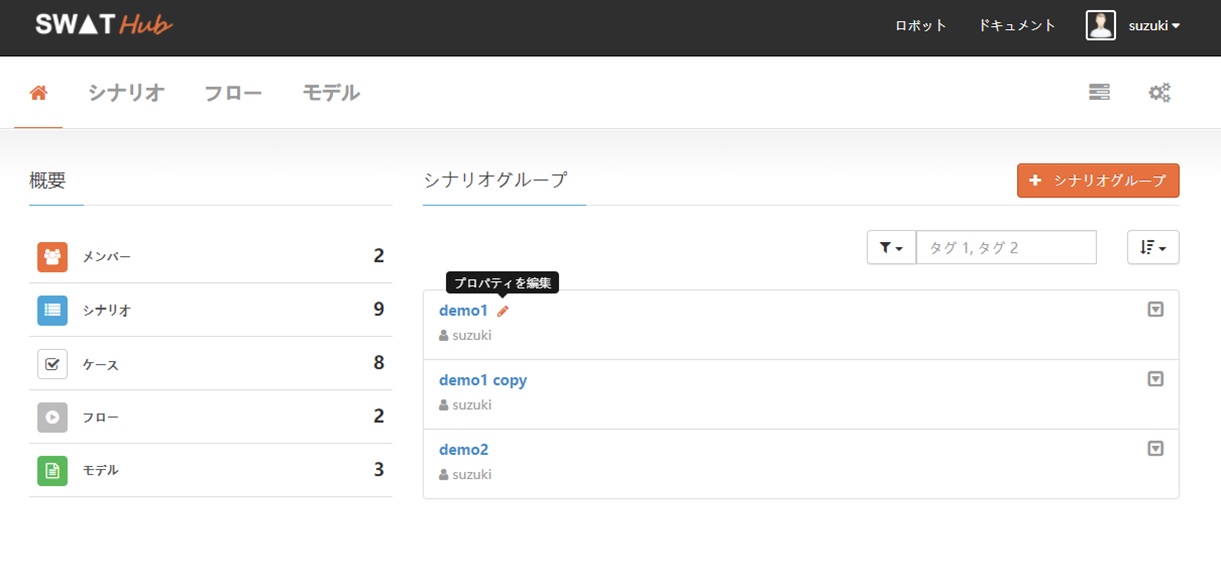 SWAT Hub
ロボット ドキュメント suzuki
シナリオ フロー モデル
概要
メンバー 2
シナリオ 9
ケース 8
フロー 2
モデル 3
シナリオグループ
シナリオグループ
タグ 1, タグ 2
プロパティを編集
demo1
suzuki
demo1 copy
suzuki
demo2
suzuki